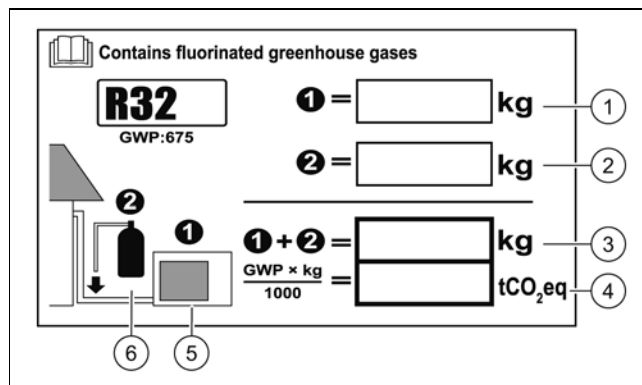 Contains fluorinated greenhouse gases
R32
GWP:675
❶ = kg ①
❷ = kg ②
❷
❶
❶+❷ = kg ③
GWP × kg
1000
= tCO₂eq ④
⑥ ⑤